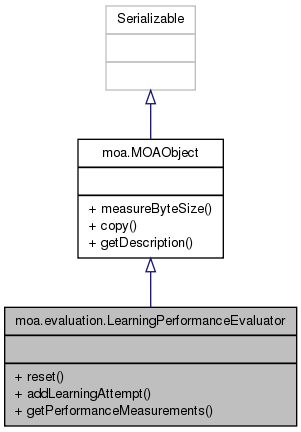 Serializable
moa.MOAObject
+ measureByteSize()
+ copy()
+ getDescription()
moa.evaluation.LearningPerformanceEvaluator
+ reset()
+ addLearningAttempt()
+ getPerformanceMeasurements()